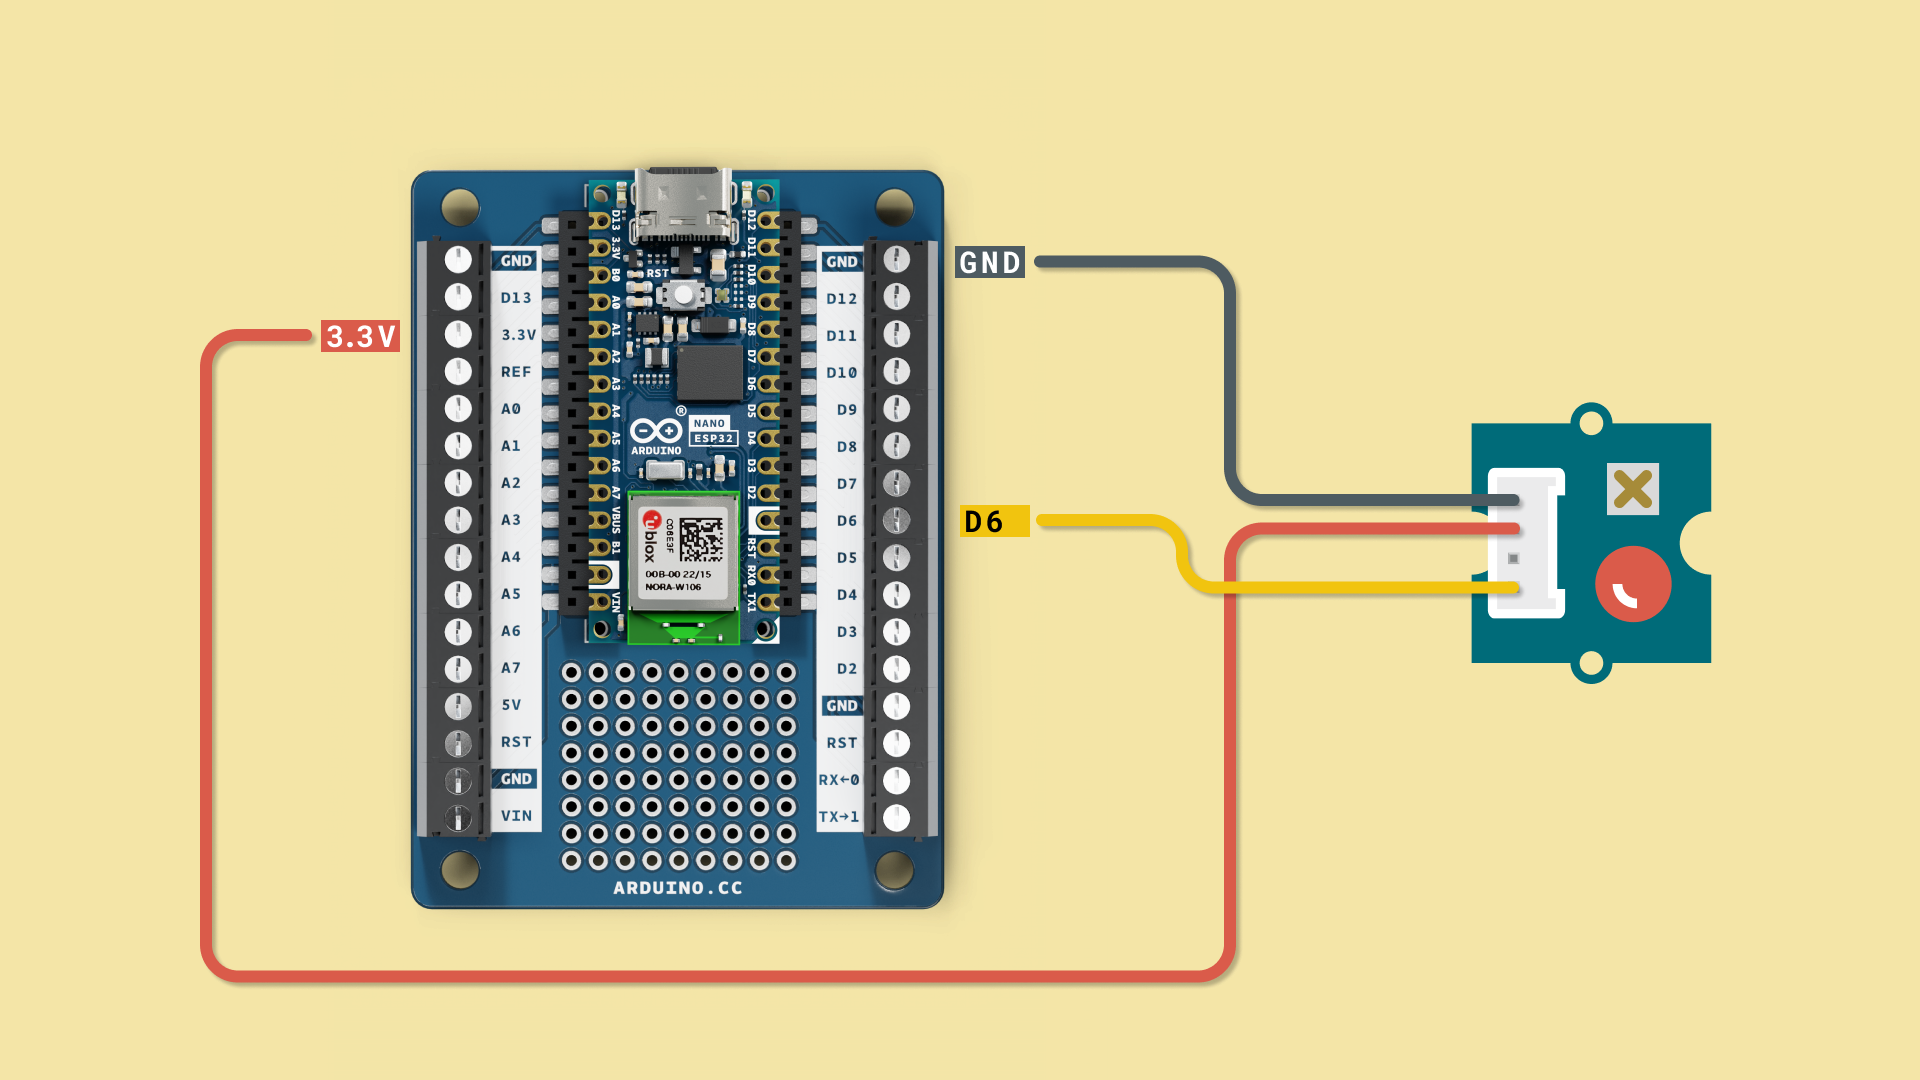 GND
D13
3.3V
REF
A0
A1
A2
A3
A4
A5
A6
A7
5V
RST
GND
VIN
3.3V
D13
3.3V
B0
A0
A1
A2
A3
A4
A5
A6
A7
VBUS
B1
VIN
RST
®
NANO
ESP32
ARDUINO
ublox
C06E3F
00B-00 22/15
NORA-W106
D12
D11
D10
D9
D8
D7
D6
D5
D4
D3
D2
RST
RX0
TX1
GND
D12
D11
D10
D9
D8
D7
D6
D5
D4
D3
D2
GND
RST
RX←0
TX→1
ARDUINO.CC
GND
D6